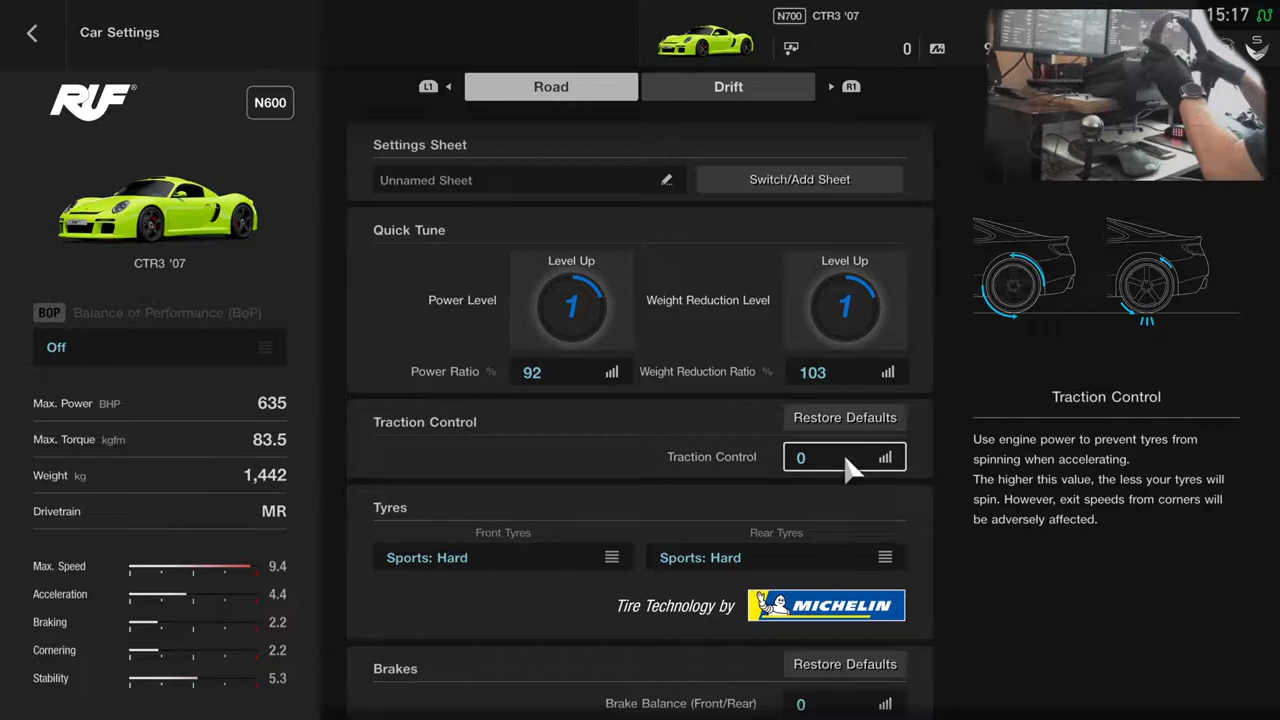 Car Settings
N700 CTR3 '07
0
15:17
RUF
N600
CTR3 '07
BOP Balance of Performance (BoP)
Off
Max. Power BHP 635
Max. Torque kgfm 83.5
Weight kg 1,442
Drivetrain MR
Max. Speed 9.4
Acceleration 4.4
Braking 2.2
Cornering 2.2
Stability 5.3
L1 Road Drift R1
Settings Sheet
Unnamed Sheet Switch/Add Sheet
Quick Tune
Level Up Level Up
Power Level 1 Weight Reduction Level 1
Power Ratio % 92 Weight Reduction Ratio % 103
Traction Control Restore Defaults
Traction Control 0
Tyres
Front Tyres Rear Tyres
Sports: Hard Sports: Hard
Tire Technology by MICHELIN
Brakes Restore Defaults
Brake Balance (Front/Rear) 0
Traction Control
Use engine power to prevent tyres from
spinning when accelerating.
The higher this value, the less your tyres will
spin. However, exit speeds from corners will
be adversely affected.